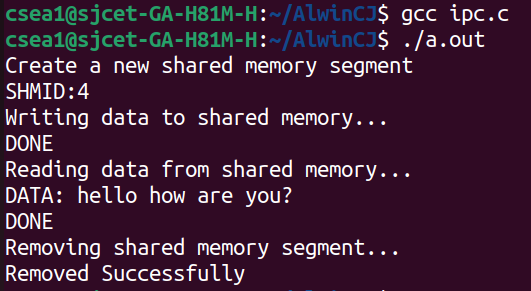 csea1@sjcet-GA-H81M-H:~/AlwinCJ$ gcc ipc.c
csea1@sjcet-GA-H81M-H:~/AlwinCJ$ ./a.out
Create a new shared memory segment
SHMID:4
Writing data to shared memory...
DONE
Reading data from shared memory...
DATA: hello how are you?
DONE
Removing shared memory segment...
Removed Successfully